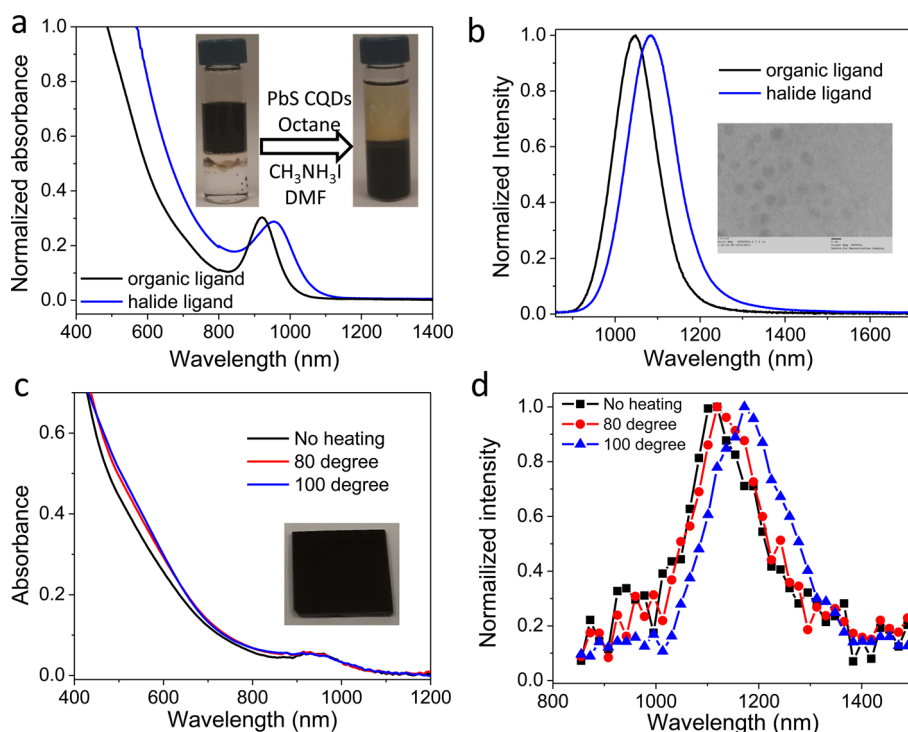 a
1.0
0.8
0.6
0.4
0.2
0.0
Normalized absorbance
PbS CQDs
Octane
CH3NH3I
DMF
organic ligand
halide ligand
400 600 800 1000 1200 1400
Wavelength (nm)
b
1.0
0.8
0.6
0.4
0.2
0.0
Normalized Intensity
organic ligand
halide ligand
1000 1200 1400 1600
Wavelength (nm)
c
0.6
0.4
0.2
0.0
Absorbance
No heating
80 degree
100 degree
400 600 800 1000 1200
Wavelength (nm)
d
1.0
0.8
0.6
0.4
0.2
0.0
Normailized intensity
No heating
80 degree
100 degree
800 1000 1200 1400
Wavelength (nm)